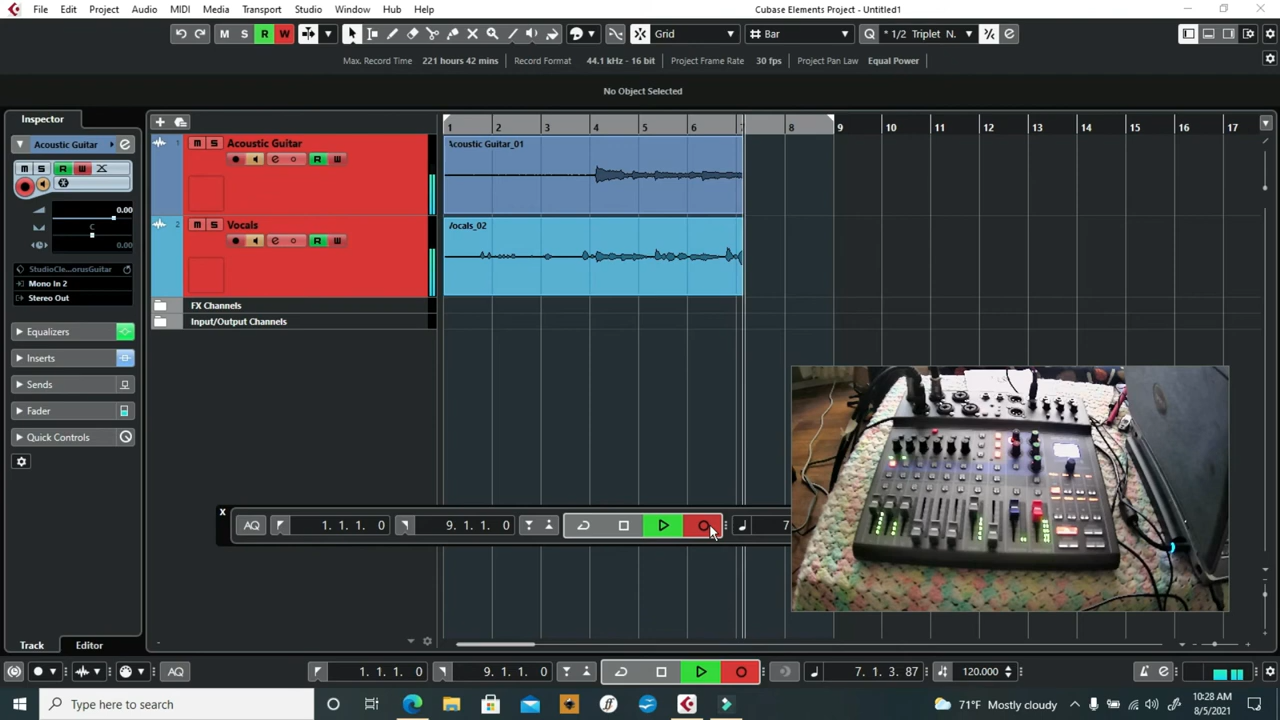 File Edit Project Audio MIDI Media Transport Studio Window Hub Help Cubase Elements Project - Untitled1
M S R W Grid Bar Q * 1/2 Triplet N.
Max. Record Time 221 hours 42 mins Record Format 44.1 kHz - 16 bit Project Frame Rate 30 fps Project Pan Law Equal Power
No Object Selected
Inspector
1 2 3 4 5 6 7 8 9 10 11 12 13 14 15 16 17
Acoustic Guitar
M S R W
0.00
C
0.00
StudioCle...orusGuitar
Mono In 2
Stereo Out
Equalizers
Inserts
Sends
Fader
Quick Controls
1 M S Acoustic Guitar
R W
Acoustic Guitar_01
2 M S Vocals
R W
Vocals_02
FX Channels
Input/Output Channels
X
AQ 1. 1. 1. 0 9. 1. 1. 0 7
Track Editor
AQ 1. 1. 1. 0 9. 1. 1. 0 7. 1. 3. 87 120.000
Type here to search 71°F Mostly cloudy 10:28 AM
8/5/2021